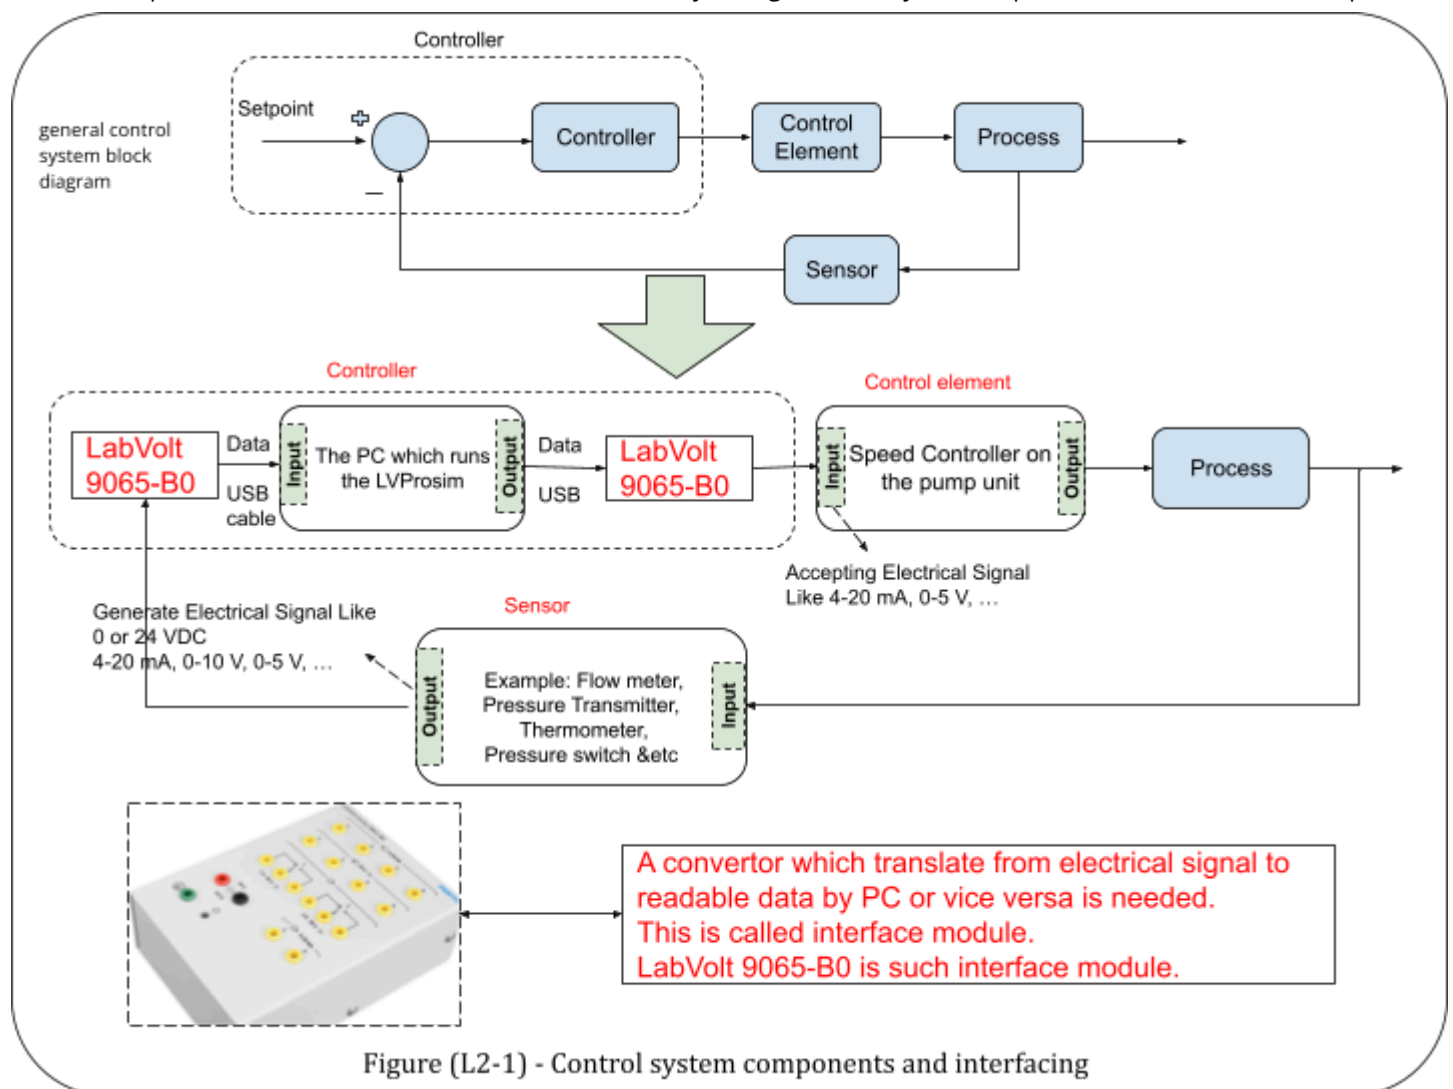 Controller
Setpoint
general control
system block
diagram
Controller
Control
Element
Process
Sensor
Controller
Control element
LabVolt
9065-B0
Data
USB
cable
Input
The PC which runs
the LVProsim
Output
Data
USB
LabVolt
9065-B0
Input
Speed Controller on
the pump unit
Output
Process
Accepting Electrical Signal
Like 4-20 mA, 0-5 V, …
Generate Electrical Signal Like
0 or 24 VDC
4-20 mA, 0-10 V, 0-5 V, …
Sensor
Output
Example: Flow meter,
Pressure Transmitter,
Thermometer,
Pressure switch &etc
Input
A convertor which translate from electrical signal to
readable data by PC or vice versa is needed.
This is called interface module.
LabVolt 9065-B0 is such interface module.
Figure (L2-1) - Control system components and interfacing